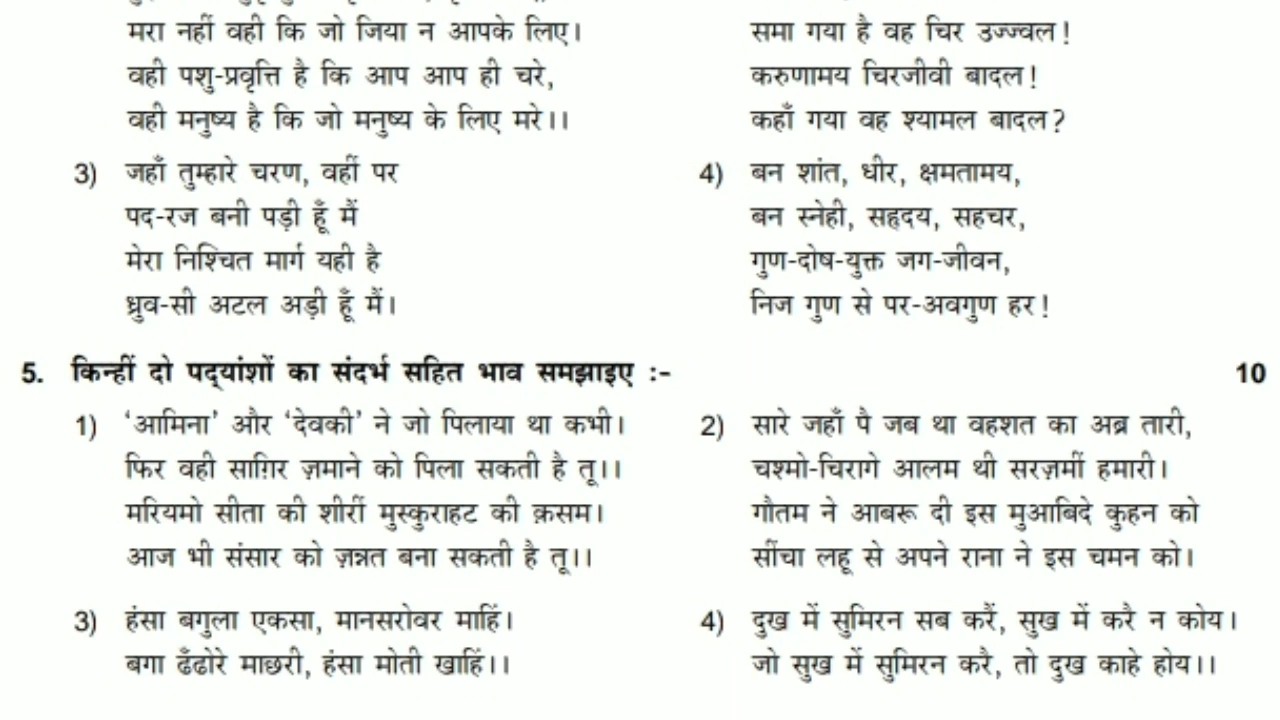 मरा नहीं वही कि जो जिया न आपके लिए।
वही पशु-प्रवृत्ति है कि आप आप ही चरे,
वही मनुष्य है कि जो मनुष्य के लिए मरे।।
समा गया है वह चिर उज्ज्वल!
करुणामय चिरजीवी बादल!
कहाँ गया वह श्यामल बादल?
3) जहाँ तुम्हारे चरण, वहीं पर
पद-रज बनी पड़ी हूँ मैं
मेरा निश्चित मार्ग यही है
ध्रुव-सी अटल अड़ी हूँ मैं।
4) बन शांत, धीर, क्षमतामय,
बन स्नेही, सहृदय, सहचर,
गुण-दोष-युक्त जग-जीवन,
निज गुण से पर-अवगुण हर!
5. किन्हीं दो पद्यांशों का संदर्भ सहित भाव समझाइए :- 10
1) 'आमिना' और 'देवकी' ने जो पिलाया था कभी।
फिर वही साग़िर ज़माने को पिला सकती है तू।।
मरियमो सीता की शीरीं मुस्कुराहट की क़सम।
आज भी संसार को ज़न्नत बना सकती है तू।।
2) सारे जहाँ पै जब था वहशत का अब्र तारी,
चश्मो-चिरागे आलम थी सरज़मीं हमारी।
गौतम ने आबरू दी इस मुआबिदे कुहन को
सींचा लहू से अपने राना ने इस चमन को।
3) हंसा बगुला एकसा, मानसरोवर माहिं।
बगा ढँढोरे माछरी, हंसा मोती खाहिं।।
4) दुख में सुमिरन सब करैं, सुख में करै न कोय।
जो सुख में सुमिरन करै, तो दुख काहे होय।।